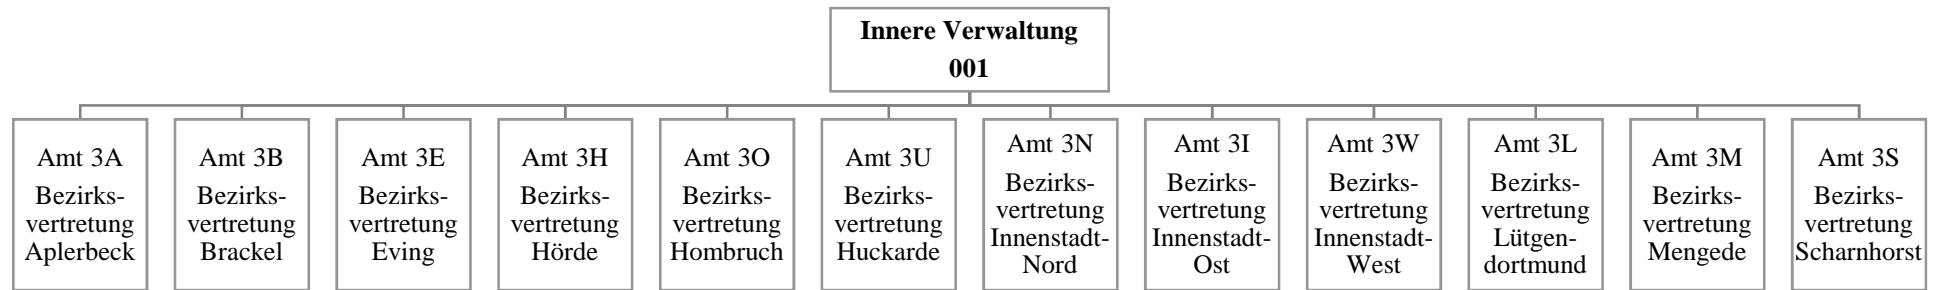 Innere Verwaltung
001
Amt 3A
Bezirks-
vertretung
Aplerbeck
Amt 3B
Bezirks-
vertretung
Brackel
Amt 3E
Bezirks-
vertretung
Eving
Amt 3H
Bezirks-
vertretung
Hörde
Amt 3O
Bezirks-
vertretung
Hombruch
Amt 3U
Bezirks-
vertretung
Huckarde
Amt 3N
Bezirks-
vertretung
Innenstadt-
Nord
Amt 3I
Bezirks-
vertretung
Innenstadt-
Ost
Amt 3W
Bezirks-
vertretung
Innenstadt-
West
Amt 3L
Bezirks-
vertretung
Lütgen-
dortmund
Amt 3M
Bezirks-
vertretung
Mengede
Amt 3S
Bezirks-
vertretung
Scharnhorst